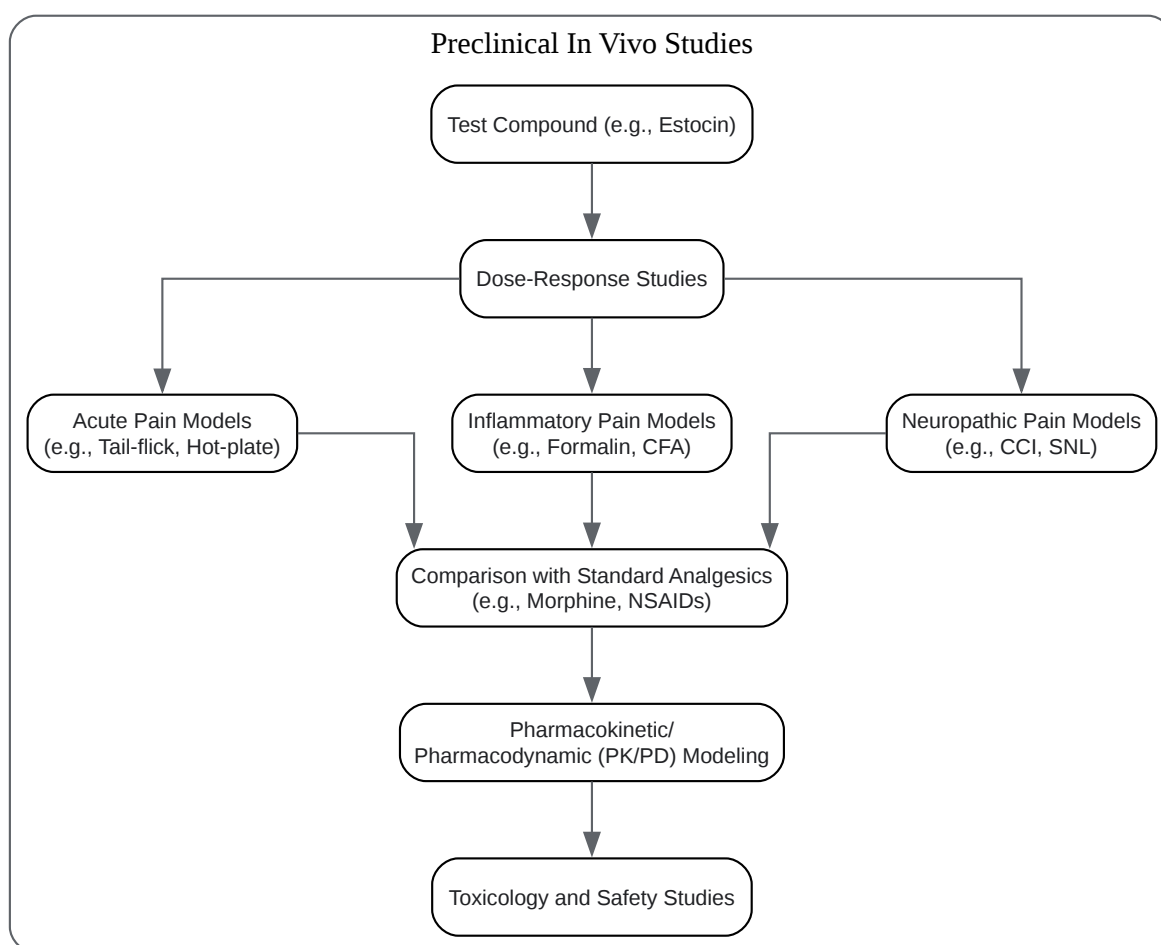 Preclinical In Vivo Studies
Test Compound (e.g., Estocin)
Dose-Response Studies
Acute Pain Models
(e.g., Tail-flick, Hot-plate)
Inflammatory Pain Models
(e.g., Formalin, CFA)
Neuropathic Pain Models
(e.g., CCI, SNL)
Comparison with Standard Analgesics
(e.g., Morphine, NSAIDs)
Pharmacokinetic/
Pharmacodynamic (PK/PD) Modeling
Toxicology and Safety Studies